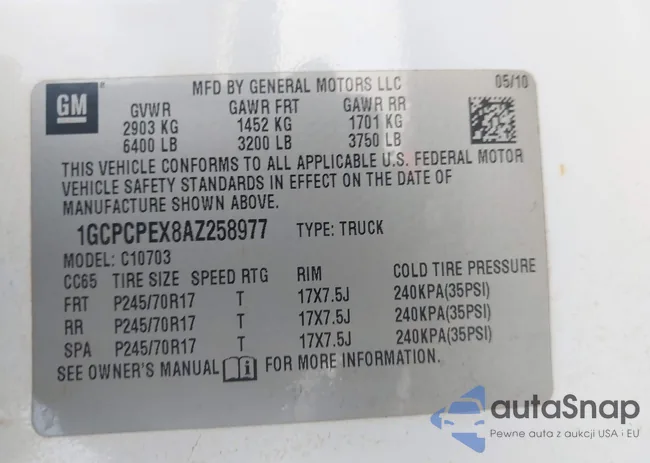 MFD BY GENERAL MOTORS LLC 05/10
GM
GVWR GAWR FRT GAWR RR
2903 KG 1452 KG 1701 KG
6400 LB 3200 LB 3750 LB
THIS VEHICLE CONFORMS TO ALL APPLICABLE U.S. FEDERAL MOTOR
VEHICLE SAFETY STANDARDS IN EFFECT ON THE DATE OF
MANUFACTURE SHOWN ABOVE.
1GCPCPEX8AZ258977 TYPE: TRUCK
MODEL: C10703
CC65 TIRE SIZE SPEED RTG RIM COLD TIRE PRESSURE
FRT P245/70R17 T 17X7.5J 240KPA(35PSI)
RR P245/70R17 T 17X7.5J 240KPA(35PSI)
SPA P245/70R17 T 17X7.5J 240KPA(35PSI)
SEE OWNER'S MANUAL FOR MORE INFORMATION.
autaSnap
Pewne auta z aukcji USA i EU